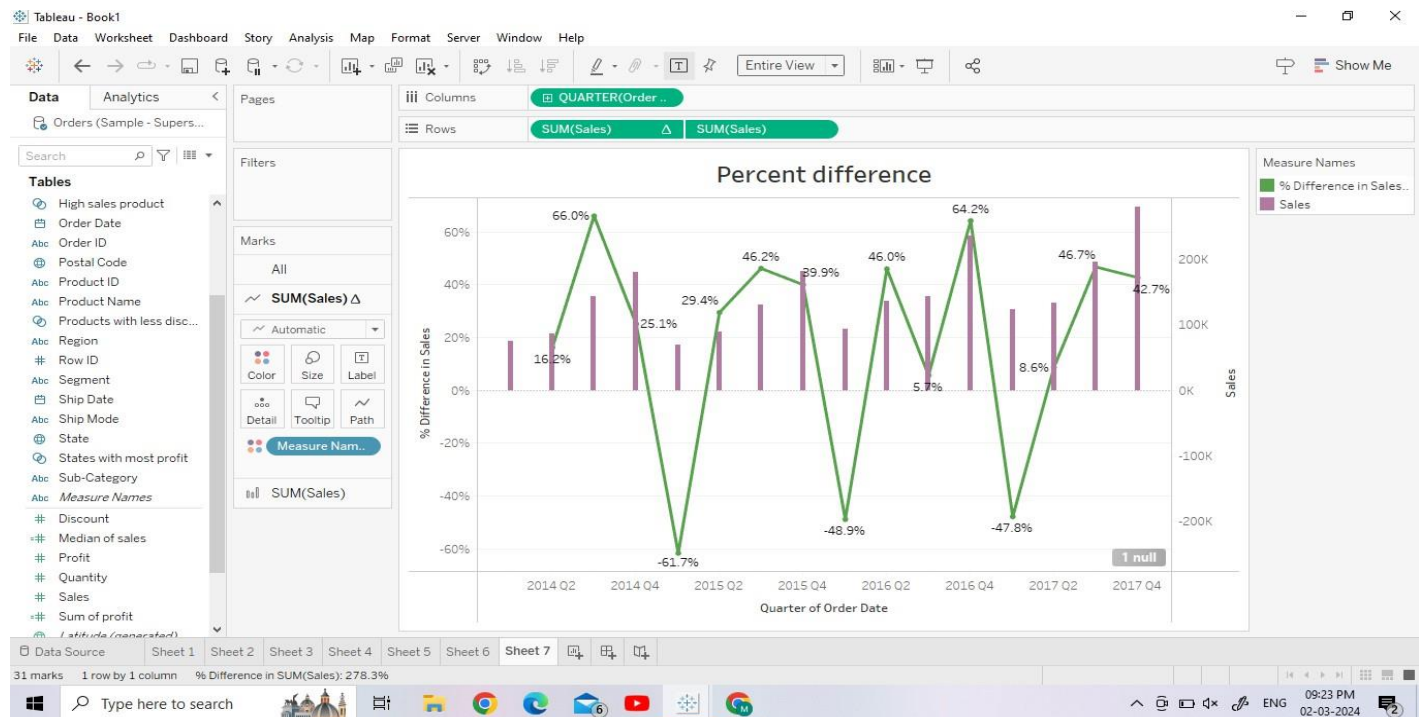 Tableau - Book1
File Data Worksheet Dashboard Story Analysis Map Format Server Window Help
Entire View
Show Me
Data Analytics
Orders (Sample - Supers...
Search
Tables
High sales product
Order Date
Abc Order ID
Postal Code
Abc Product ID
Abc Product Name
Products with less disc...
Abc Region
# Row ID
Abc Segment
Ship Date
Abc Ship Mode
State
States with most profit
Abc Sub-Category
Abc Measure Names
# Discount
=# Median of sales
# Profit
# Quantity
# Sales
=# Sum of profit
Latitude (generated)
Pages
Filters
Marks
All
SUM(Sales) Δ
Automatic
Color Size Label
Detail Tooltip Path
Measure Nam..
SUM(Sales)
iii Columns QUARTER(Order ..
Rows SUM(Sales) Δ SUM(Sales)
Percent difference
% Difference in Sales
60%
40%
20%
0%
-20%
-40%
-60%
16.2%
66.0%
25.1%
-61.7%
29.4%
46.2%
39.9%
-48.9%
46.0%
5.7%
64.2%
-47.8%
8.6%
46.7%
42.7%
200K
100K
0K
-100K
-200K
Sales
1 null
2014 Q2 2014 Q4 2015 Q2 2015 Q4 2016 Q2 2016 Q4 2017 Q2 2017 Q4
Quarter of Order Date
Measure Names
% Difference in Sales..
Sales
Data Source Sheet 1 Sheet 2 Sheet 3 Sheet 4 Sheet 5 Sheet 6 Sheet 7
31 marks 1 row by 1 column % Difference in SUM(Sales): 278.3%
Type here to search
6
M
ENG
09:23 PM
02-03-2024
2